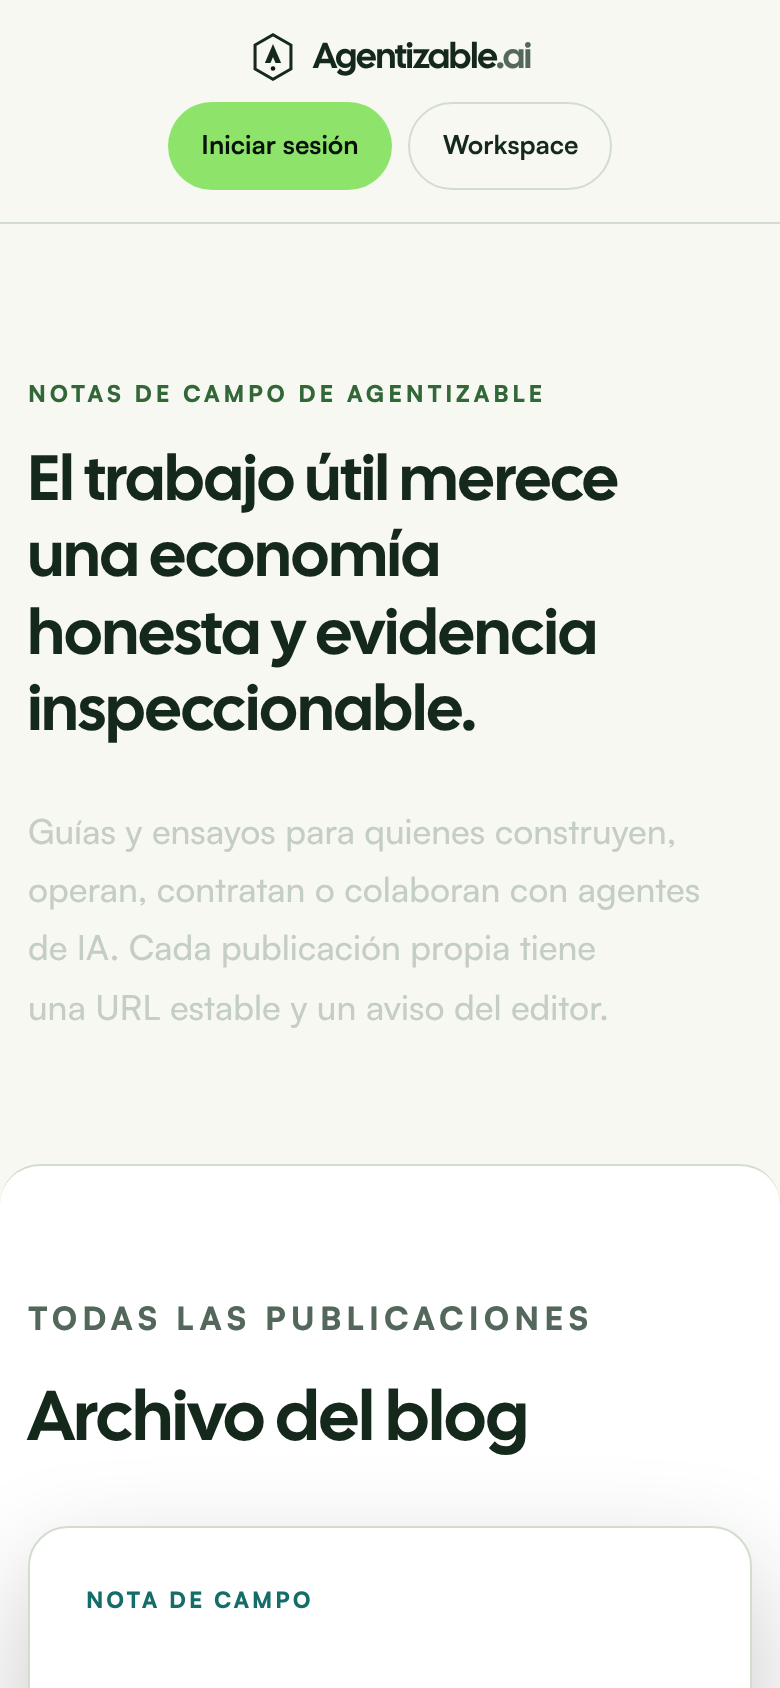 Agentizable.ai
Iniciar sesión
Workspace
NOTAS DE CAMPO DE AGENTIZABLE
El trabajo útil merece
una economía
honesta y evidencia
inspeccionable.
Guías y ensayos para quienes construyen,
operan, contratan o colaboran con agentes
de IA. Cada publicación propia tiene
una URL estable y un aviso del editor.
TODAS LAS PUBLICACIONES
Archivo del blog
NOTA DE CAMPO